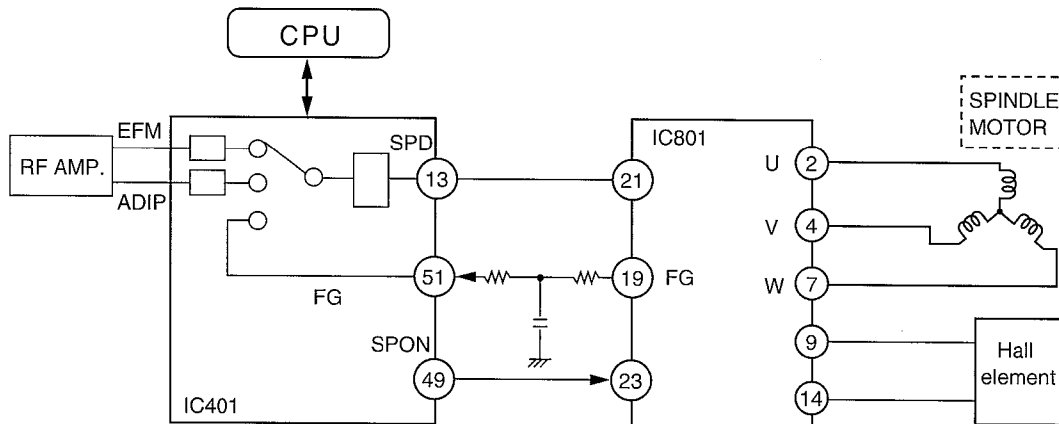 CPU
EFM
RF AMP.
ADIP
SPD
13
51
FG
SPON
49
IC401
IC801
21
19
FG
23
U
2
V
4
W
7
9
14
SPINDLE
MOTOR
Hall
element